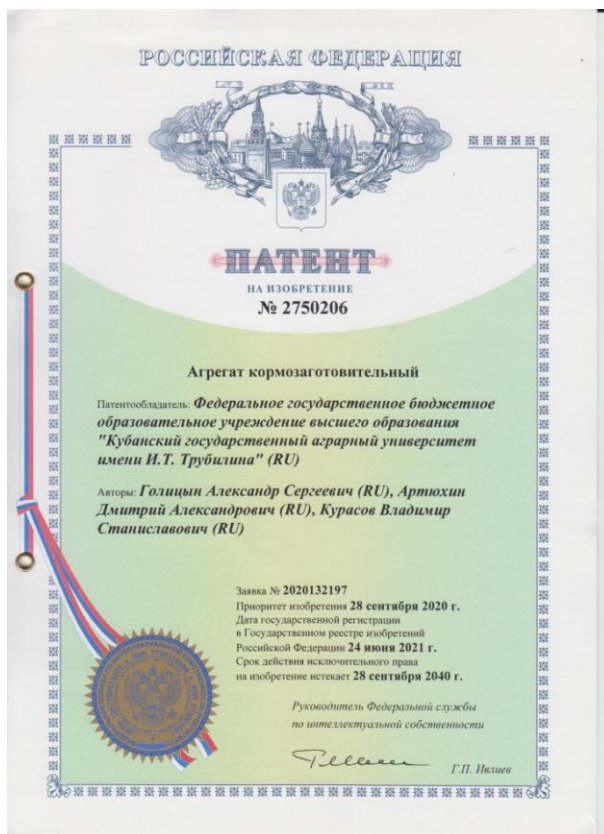 РОССИЙСКАЯ ФЕДЕРАЦИЯ
ПАТЕНТ
НА ИЗОБРЕТЕНИЕ
№ 2750206
Агрегат кормозаготовительный
Патентообладатель: Федеральное государственное бюджетное
образовательное учреждение высшего образования
"Кубанский государственный аграрный университет
имени И.Т. Трубилина" (RU)
Авторы: Голицын Александр Сергеевич (RU), Артюхин
Дмитрий Александрович (RU), Курасов Владимир
Станиславович (RU)
Заявка № 2020132197
Приоритет изобретения 28 сентября 2020 г.
Дата государственной регистрации
в Государственном реестре изобретений
Российской Федерации 24 июня 2021 г.
Срок действия исключительного права
на изобретение истекает 28 сентября 2040 г.
Руководитель Федеральной службы
по интеллектуальной собственности
Г.П. Ивлиев